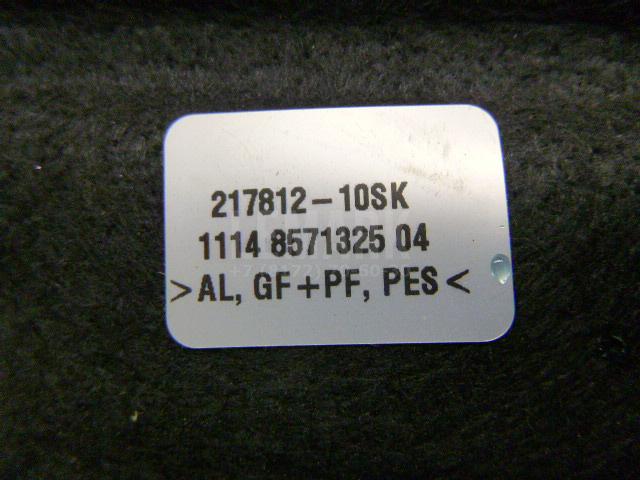 217812-10SK
1114 8571325 04
>AL, GF+PF, PES<